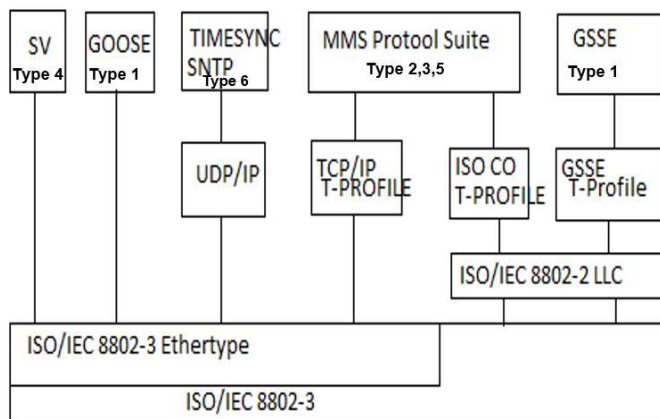 SV
Type 4
GOOSE
Type 1
TIMESYNC
SNTP
Type 6
MMS Protool Suite
Type 2,3,5
GSSE
Type 1
UDP/IP
TCP/IP
T-PROFILE
ISO CO
T-PROFILE
GSSE
T-Profile
ISO/IEC 8802-2 LLC
ISO/IEC 8802-3 Ethertype
ISO/IEC 8802-3